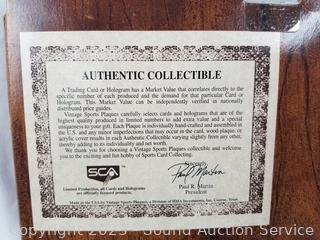 AUTHENTIC COLLECTIBLE
A Trading Card or Hologram has a Market Value that correlates directly to the
specific number of each produced and the demand for that particular Card or
Hologram. This Market Value can be independently verified in nationally
distributed price guides.
Vintage Sports Plaques carefully selects cards and holograms that are of the
highest quality produced in limited numbers to add extra value and a special
uniqueness to your gift. Each Plaque is individually hand crafted and assembled in
the U.S. and any minor imperfections that may occur in the card, wood plaque, or
acrylic cover results in each Authentic Collectible varying slightly from any other,
thereby adding to its individuality and net worth.
We thank you for choosing a Vintage Sports Plaques collectible and welcome you
to the exciting and fun hobby of Sports Card Collecting.
Sincerely,
Paul R. Martin
SCA
Paul R. Martin
President
Limited Production, all Cards and Holograms
are officially licensed products.
Made in the USA by Vintage Sports Plaques, a Division of HMA Investments, Inc, Conroe, Texas
Copyright 2023 - Sound Auction Service